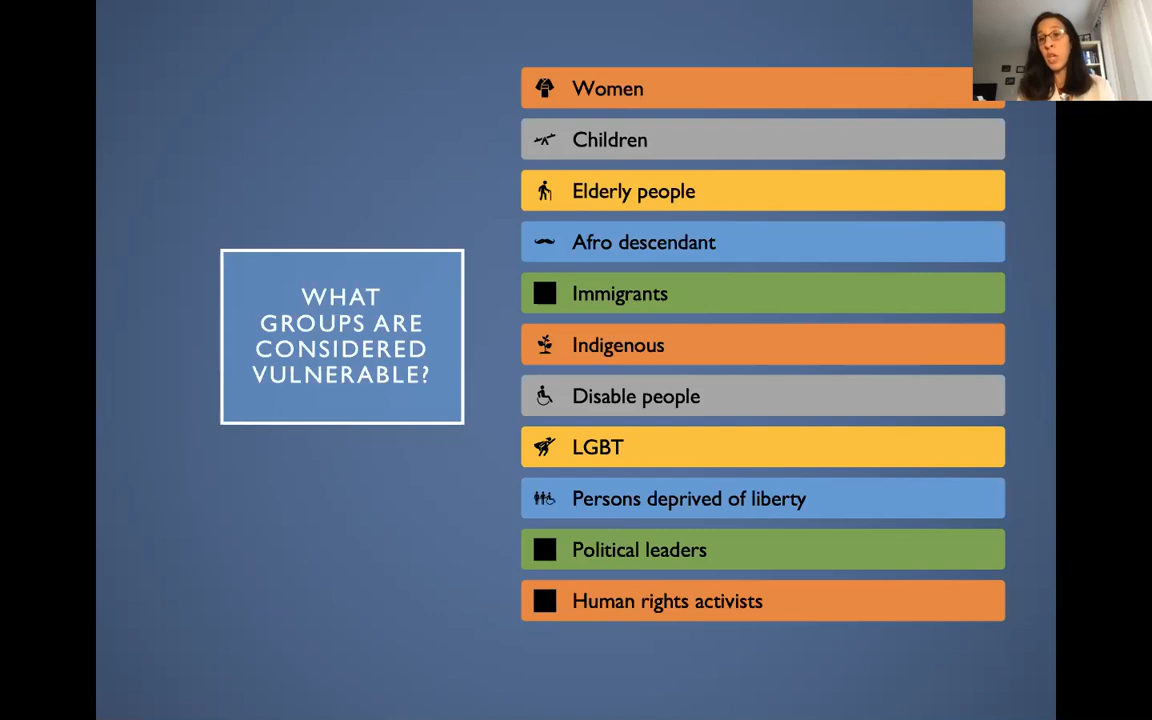 WHAT
GROUPS ARE
CONSIDERED
VULNERABLE?
Women
Children
Elderly people
Afro descendant
Immigrants
Indigenous
Disable people
LGBT
Persons deprived of liberty
Political leaders
Human rights activists